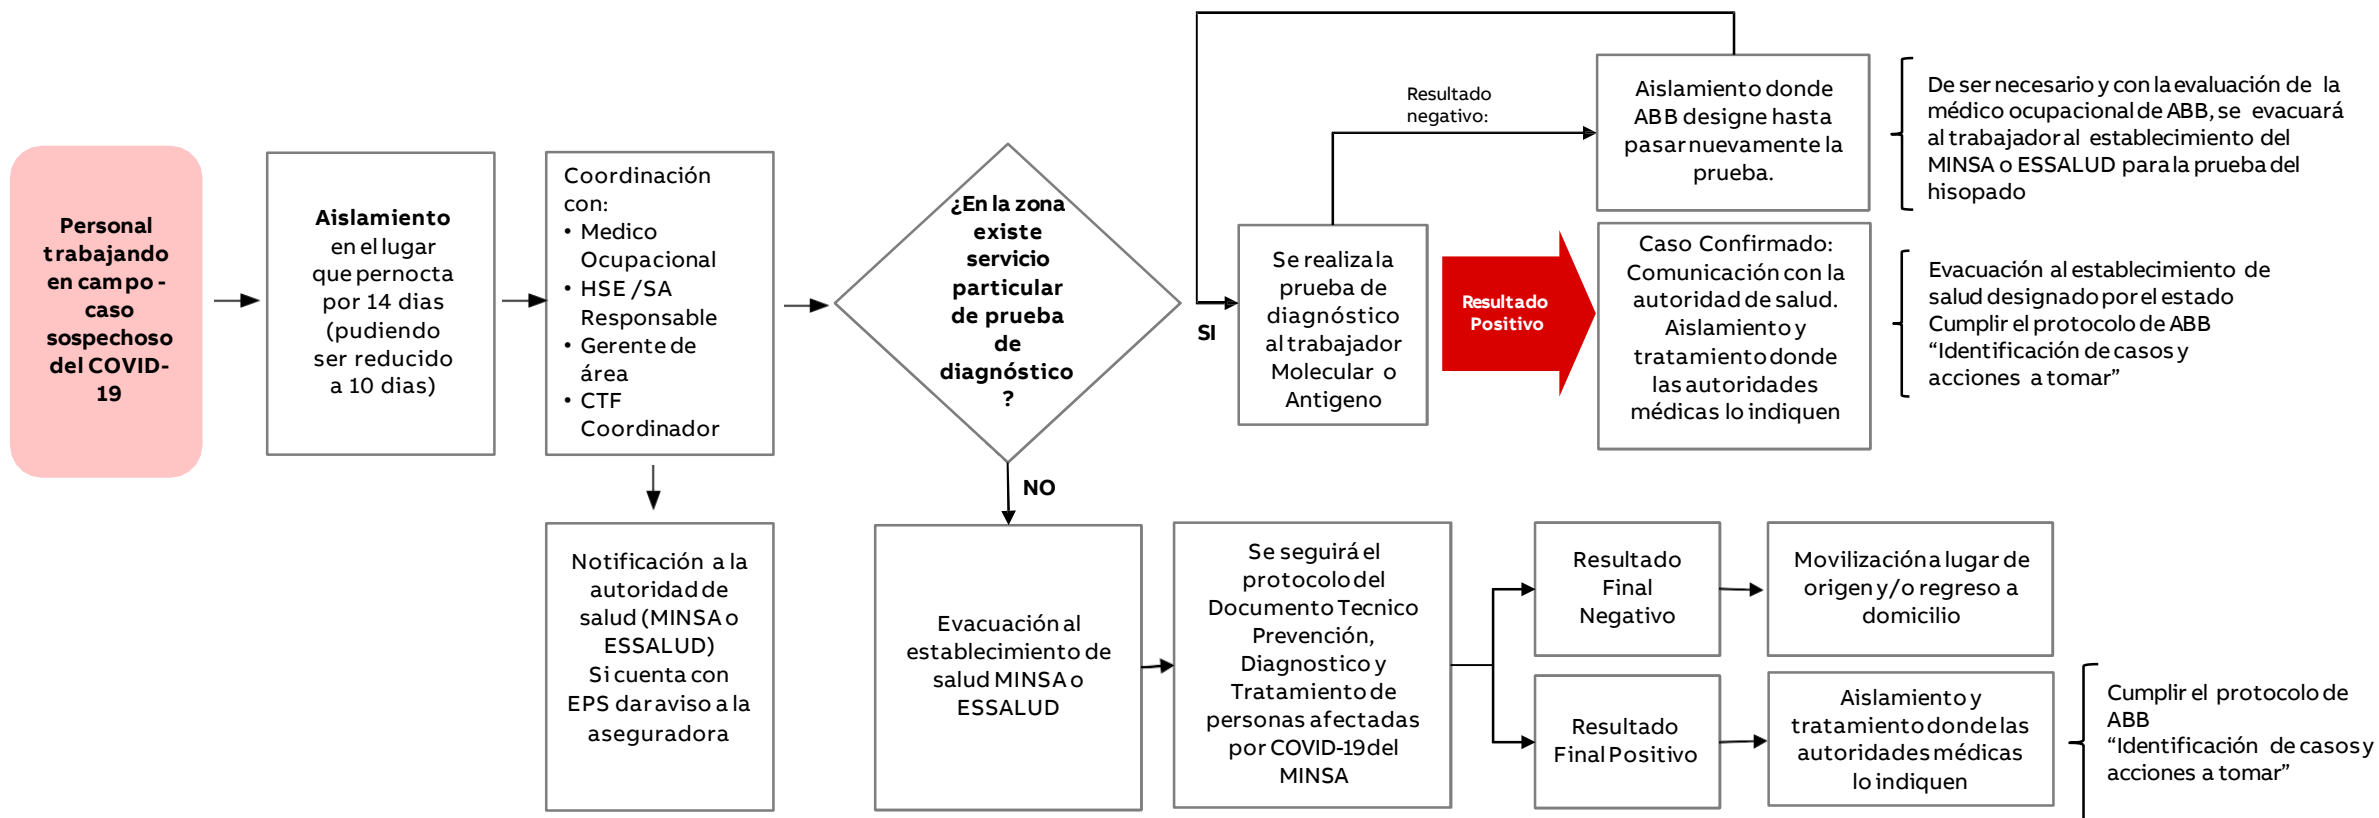 Personal
trabajando
en campo -
caso
sospechoso
del COVID-
19
Aislamiento
en el lugar
que pernocta
por 14 dias
(pudiendo
ser reducido
a 10 dias)
Coordinación
con:
• Medico
Ocupacional
• HSE /SA
Responsable
• Gerente de
área
• CTF
Coordinador
Notificación a la
autoridad de
salud (MINSA o
ESSALUD)
Si cuenta con
EPS dar aviso a la
aseguradora
¿En la zona
existe
servicio
particular
de prueba
de
diagnóstico
?
SI
NO
Se realiza la
prueba de
diagnóstico
al trabajador
Molecular o
Antigeno
Resultado
negativo:
Aislamiento donde
ABB designe hasta
pasar nuevamente la
prueba.
De ser necesario y con la evaluación de la
médico ocupacional de ABB, se evacuará
al trabajador al establecimiento del
MINSA o ESSALUD para la prueba del
hisopado
Resultado
Positivo
Caso Confirmado:
Comunicación con la
autoridad de salud.
Aislamiento y
tratamiento donde
las autoridades
médicas lo indiquen
Evacuación al establecimiento de
salud designado por el estado
Cumplir el protocolo de ABB
“Identificación de casos y
acciones a tomar”
Evacuación al
establecimiento de
salud MINSA o
ESSALUD
Se seguirá el
protocolo del
Documento Tecnico
Prevención,
Diagnostico y
Tratamiento de
personas afectadas
por COVID-19 del
MINSA
Resultado
Final
Negativo
Movilización a lugar de
origen y/o regreso a
domicilio
Resultado
Final Positivo
Aislamiento y
tratamiento donde las
autoridades médicas
lo indiquen
Cumplir el protocolo de
ABB
“Identificación de casos y
acciones a tomar”